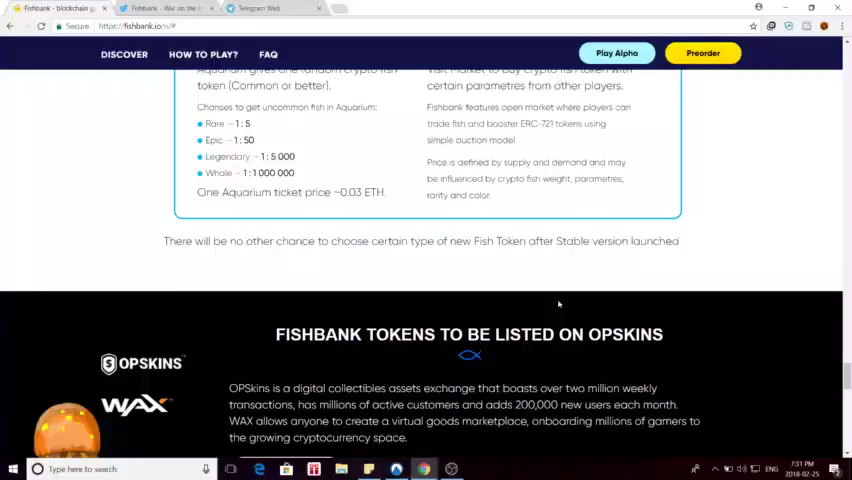 Fishbank - blockchain g
Fishbank - War on the
Telegram Web
Secure
https://fishbank.io/n/#
DISCOVER
HOW TO PLAY?
FAQ
Play Alpha
Preorder
Aquarium gives one random crypto fish
token (Common or better).
Chanses to get uncommon fish in Aquarium:
Rare – 1 : 5
Epic – 1 : 50
Legendary – 1 : 5 000
Whale – 1 : 1 000 000
One Aquarium ticket price ~0.03 ETH.
Visit Market to buy crypto fish token with
certain parametres from other players.
Fishbank features open market where players can
trade fish and booster ERC-721 tokens using
simple auction model
Price is defined by supply and demand and may
be influenced by crypto fish weight, parametres,
rarity and color.
There will be no other chance to choose certain type of new Fish Token after Stable version launched
FISHBANK TOKENS TO BE LISTED ON OPSKINS
OPSKINS
WAX
OPSkins is a digital collectibles assets exchange that boasts over two million weekly
transactions, has millions of active customers and adds 200,000 new users each month.
WAX allows anyone to create a virtual goods marketplace, onboarding millions of gamers to
the growing cryptocurrency space.
Type here to search
ENG
7:31 PM
2018-02-25